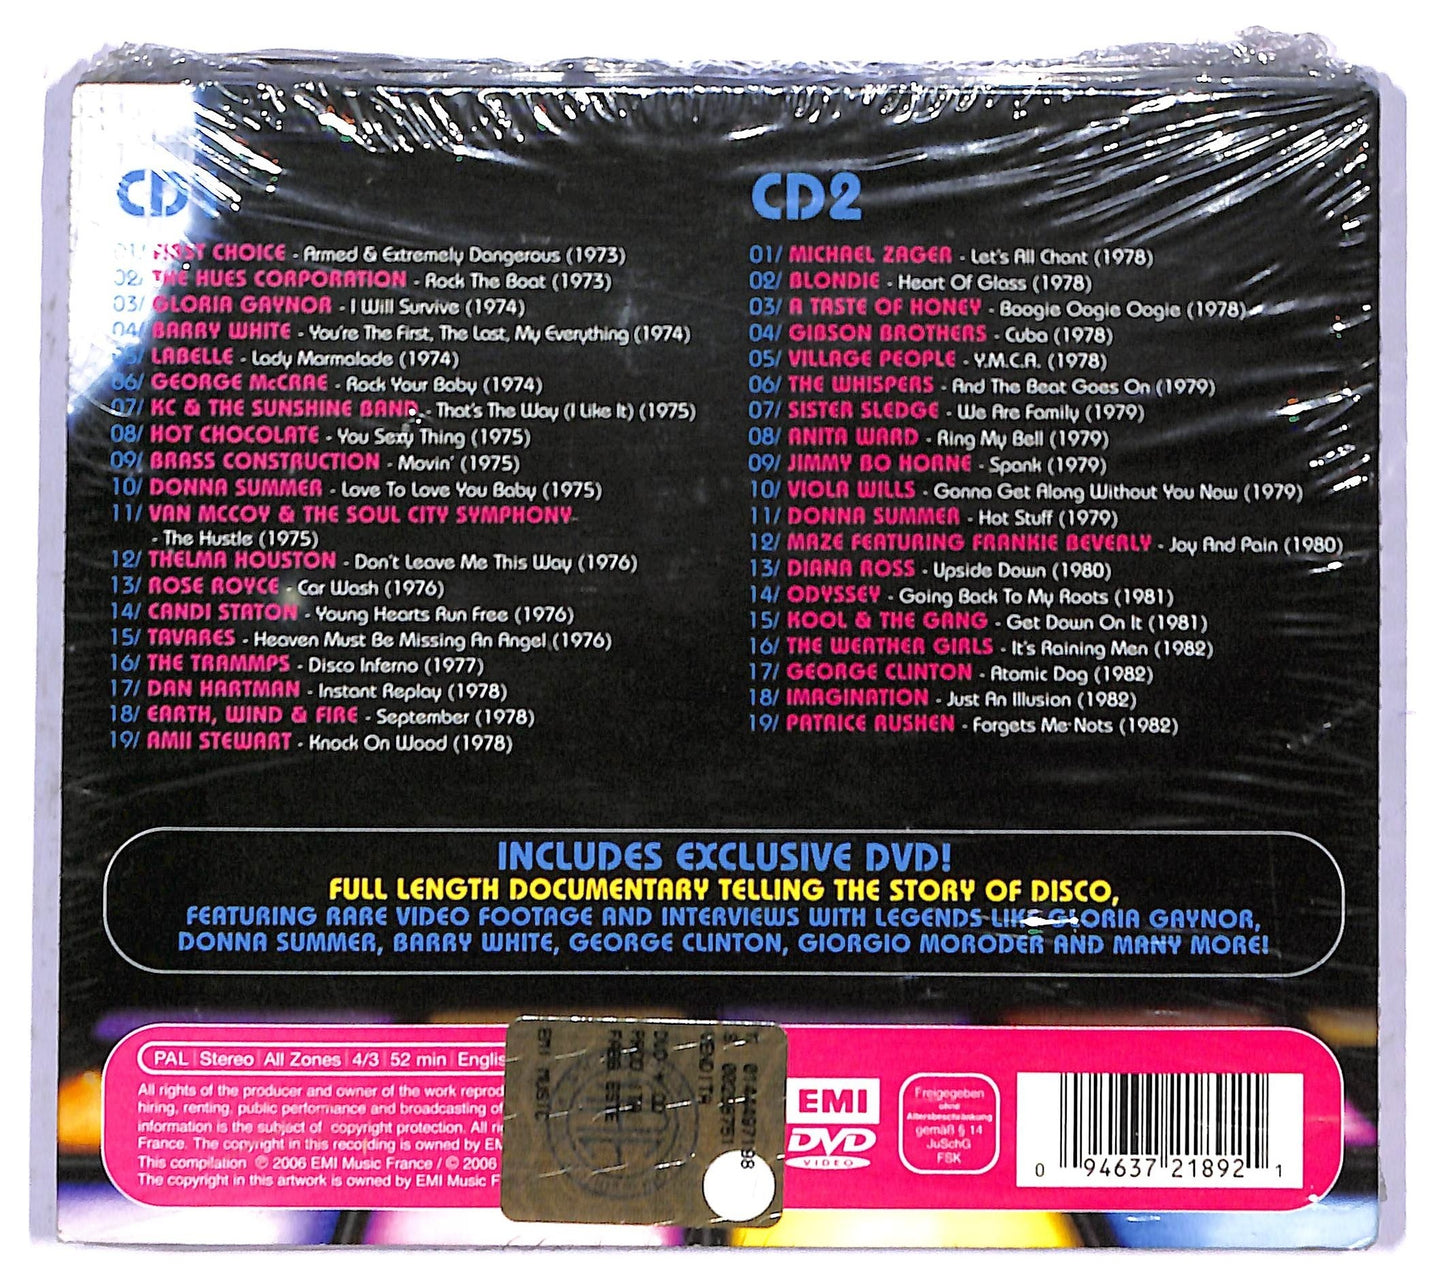 CD
01/ FIRST CHOICE - Armed & Extremely Dangerous (1973)
02/ THE HUES CORPORATION - Rock The Boat (1973)
03/ GLORIA GAYNOR - I Will Survive (1974)
04/ BARRY WHITE - You're The First, The Last, My Everything (1974)
05/ LABELLE - Lady Marmalade (1974)
06/ GEORGE McCRAE - Rock Your Baby (1974)
07/ KC & THE SUNSHINE BAND - That's The Way (I Like It) (1975)
08/ HOT CHOCOLATE - You Sexy Thing (1975)
09/ BRASS CONSTRUCTION - Movin' (1975)
10/ DONNA SUMMER - Love To Love You Baby (1975)
11/ VAN MCCOY & THE SOUL CITY SYMPHONY
- The Hustle (1975)
12/ THELMA HOUSTON - Don't Leave Me This Way (1976)
13/ ROSE ROYCE - Car Wash (1976)
14/ CANDI STATON - Young Hearts Run Free (1976)
15/ TAVARES - Heaven Must Be Missing An Angel (1976)
16/ THE TRAMMPS - Disco Inferno (1977)
17/ DAN HARTMAN - Instant Replay (1978)
18/ EARTH, WIND & FIRE - September (1978)
19/ AMII STEWART - Knock On Wood (1978)
CD2
01/ MICHAEL ZAGER - Let's All Chant (1978)
02/ BLONDIE - Heart Of Glass (1978)
03/ A TASTE OF HONEY - Boogie Oogie Oogie (1978)
04/ GIBSON BROTHERS - Cuba (1978)
05/ VILLAGE PEOPLE - Y.M.C.A. (1978)
06/ THE WHISPERS - And The Beat Goes On (1979)
07/ SISTER SLEDGE - We Are Family (1979)
08/ ANITA WARD - Ring My Bell (1979)
09/ JIMMY BO HORNE - Spank (1979)
10/ VIOLA WILLS - Gonna Get Along Without You Now (1979)
11/ DONNA SUMMER - Hot Stuff (1979)
12/ MAZE FEATURING FRANKIE BEVERLY - Joy And Pain (1980)
13/ DIANA ROSS - Upside Down (1980)
14/ ODYSSEY - Going Back To My Roots (1981)
15/ KOOL & THE GANG - Get Down On It (1981)
16/ THE WEATHER GIRLS - It's Raining Men (1982)
17/ GEORGE CLINTON - Atomic Dog (1982)
18/ IMAGINATION - Just An Illusion (1982)
19/ PATRICE RUSHEN - Forgets Me Nots (1982)
INCLUDES EXCLUSIVE DVD!
FULL LENGTH DOCUMENTARY TELLING THE STORY OF DISCO,
FEATURING RARE VIDEO FOOTAGE AND INTERVIEWS WITH LEGENDS LIKE GLORIA GAYNOR,
DONNA SUMMER, BARRY WHITE, GEORGE CLINTON, GIORGIO MORODER AND MANY MORE!
PAL | Stereo | All Zones | 4/3 | 52 min | Englis
All rights of the producer and owner of the work reprod
hiring, renting, public performance and broadcasting of
information is the subject of copyright protection. All ri
France. The copyright in this recording is owned by EM
This compilation ℗ 2006 EMI Music France / © 2006
The copyright in this artwork is owned by EMI Music F
EMI MUSIC
VENDITA
EMI
DVD
VIDEO
Freigegeben
ohne
Altersbeschränkung
gemäß § 14
JuSchG
FSK
0 94637 21892 1